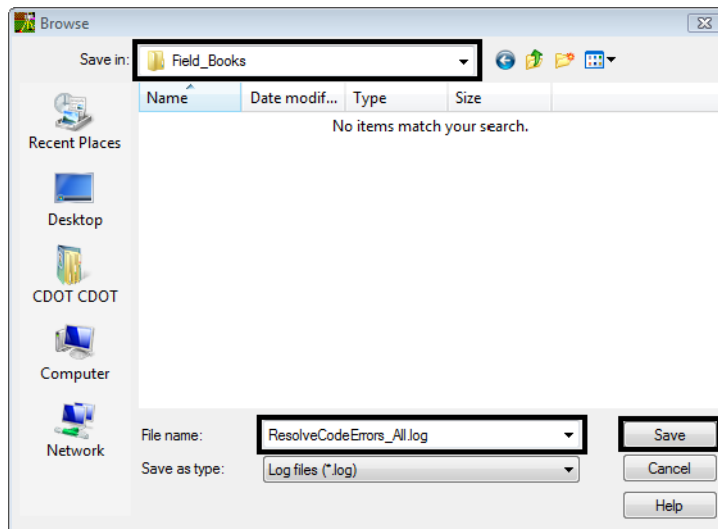 Browse
Save in: Field_Books
Name Date modif... Type Size
No items match your search.
Recent Places
Desktop
CDOT CDOT
Computer
Network
File name: ResolveCodeErrors_All.log Save
Save as type: Log files (*.log) Cancel
Help